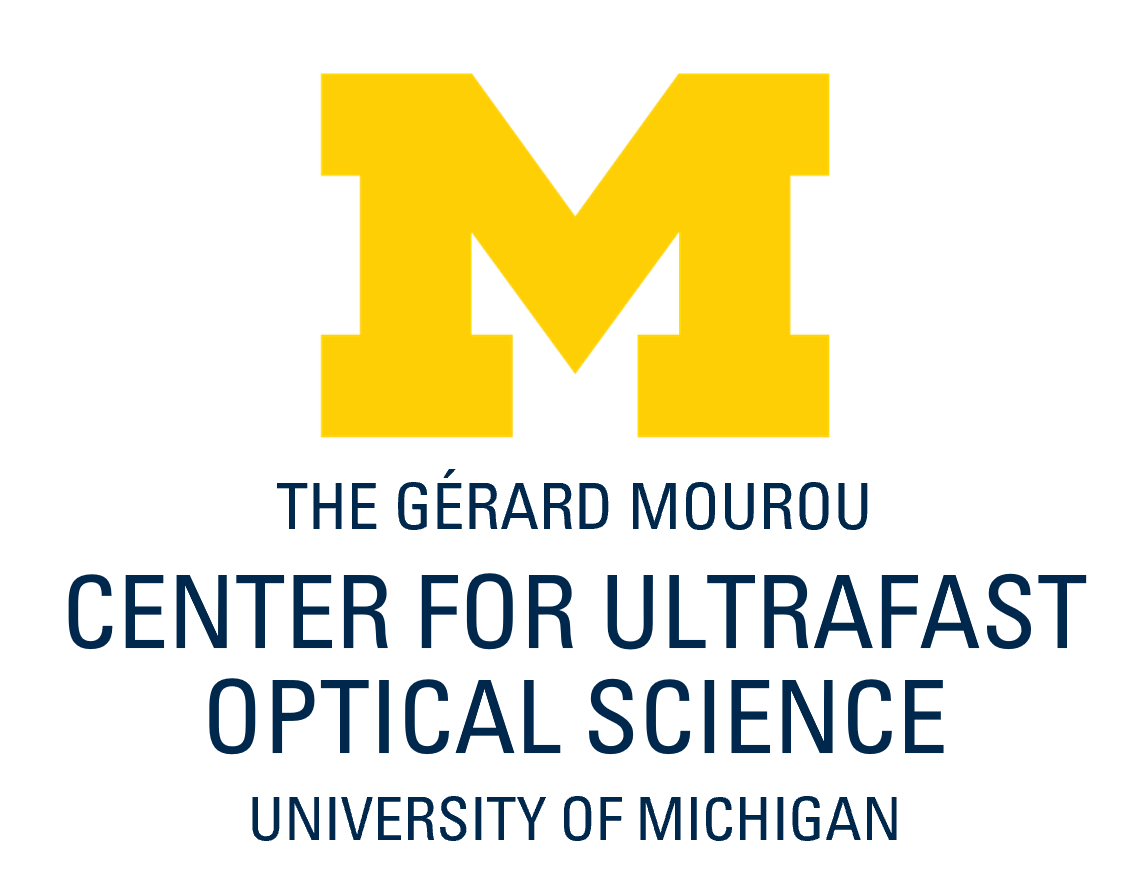 M
THE GÉRARD MOUROU
CENTER FOR ULTRAFAST
OPTICAL SCIENCE
UNIVERSITY OF MICHIGAN